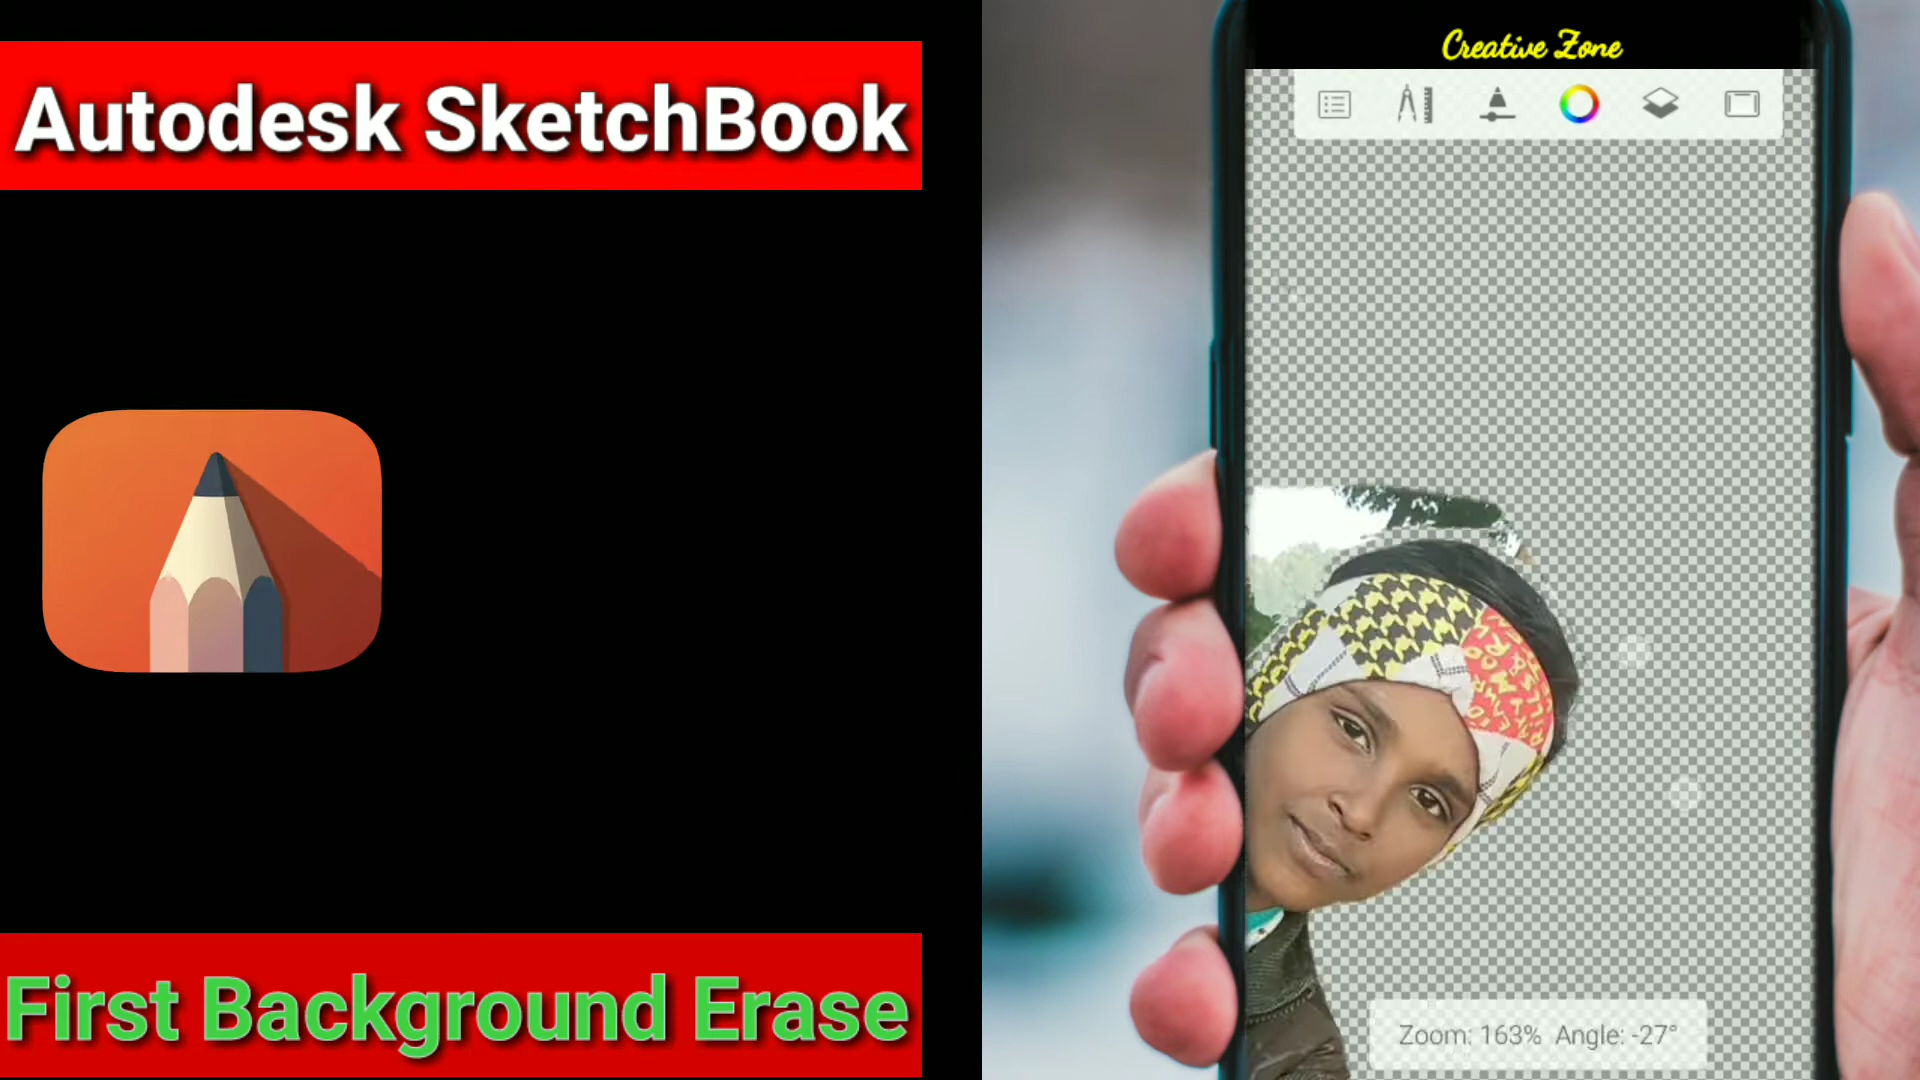 Autodesk SketchBook
First Background Erase
Creative Zone
Zoom: 163% Angle: -27°